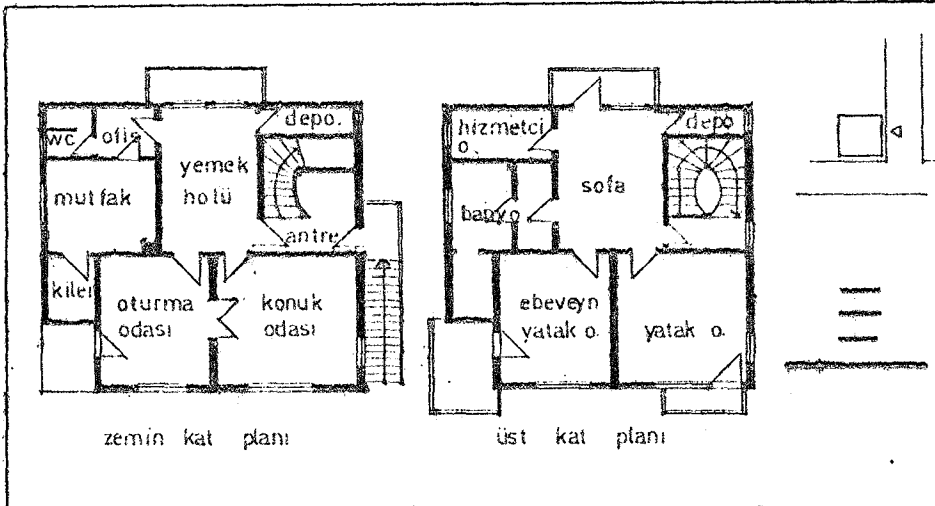 wc ofis
depo.
yemek
holü
mutfak
antre
kiler
oturma
odası
konuk
odası
zemin kat planı
hizmetci
o.
depo
sofa
banyo
ebeveyn
yatak o.
yatak o.
üst kat planı